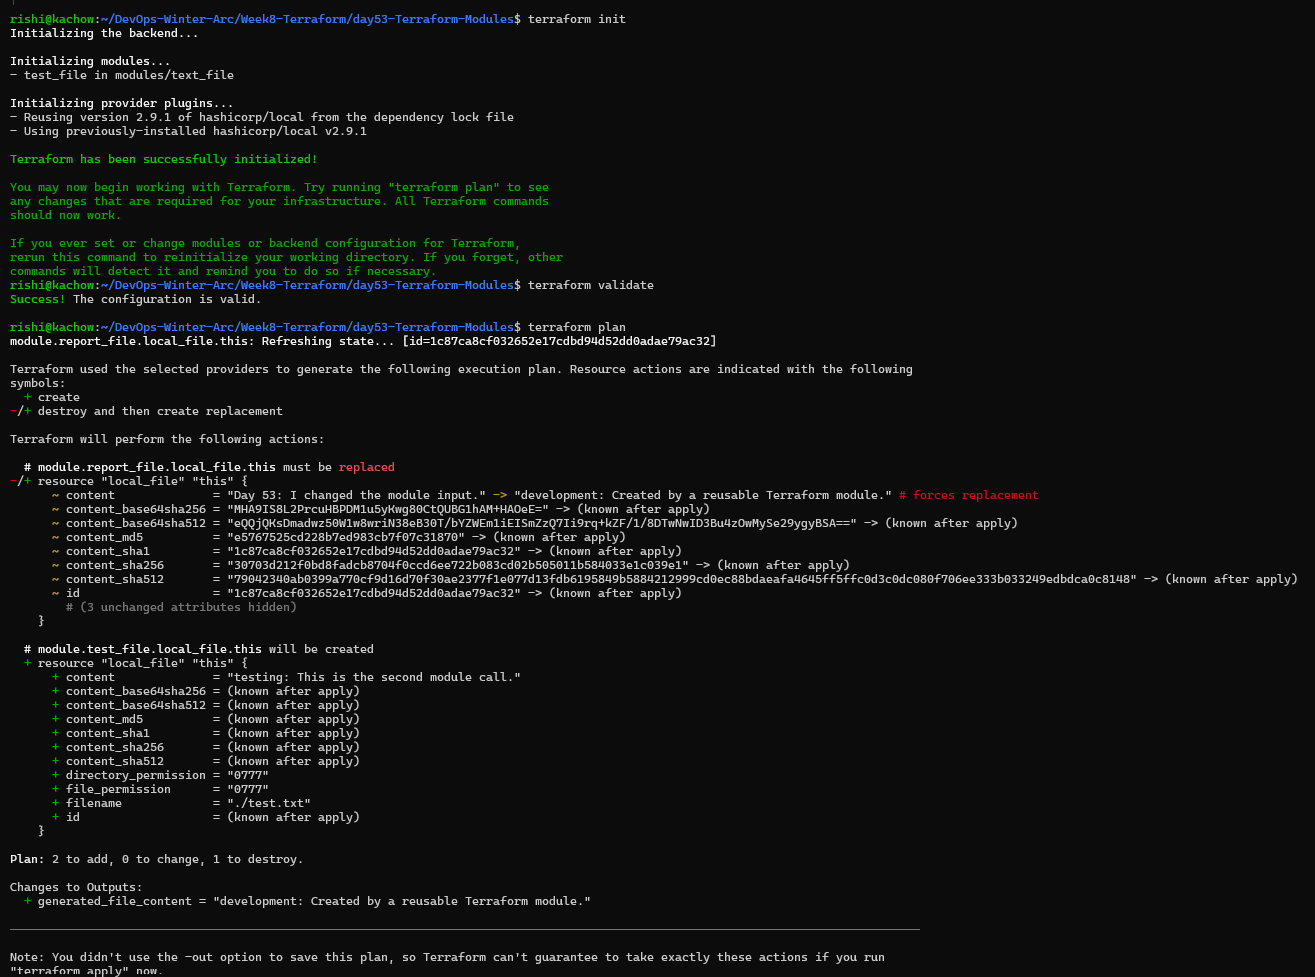 rishi@kachow:~/DevOps-Winter-Arc/Week8-Terraform/day53-Terraform-Modules$ terraform init
Initializing the backend...
Initializing modules...
- test_file in modules/text_file
Initializing provider plugins...
- Reusing version 2.9.1 of hashicorp/local from the dependency lock file
- Using previously-installed hashicorp/local v2.9.1
Terraform has been successfully initialized!
You may now begin working with Terraform. Try running "terraform plan" to see
any changes that are required for your infrastructure. All Terraform commands
should now work.
If you ever set or change modules or backend configuration for Terraform,
rerun this command to reinitialize your working directory. If you forget, other
commands will detect it and remind you to do so if necessary.
rishi@kachow:~/DevOps-Winter-Arc/Week8-Terraform/day53-Terraform-Modules$ terraform validate
Success! The configuration is valid.
rishi@kachow:~/DevOps-Winter-Arc/Week8-Terraform/day53-Terraform-Modules$ terraform plan
module.report_file.local_file.this: Refreshing state... [id=1c87ca8cf032652e17cdbd94d52dd0adae79ac32]
Terraform used the selected providers to generate the following execution plan. Resource actions are indicated with the following
symbols:
  + create
-/+ destroy and then create replacement
Terraform will perform the following actions:
  # module.report_file.local_file.this must be replaced
-/+ resource "local_file" "this" {
      ~ content              = "Day 53: I changed the module input." -> "development: Created by a reusable Terraform module." # forces replacement
      ~ content_base64sha256 = "MHA9IS8L2PrcuHBPDM1u5yKwg80CtQUBG1hAM+HAOeE=" -> (known after apply)
      ~ content_base64sha512 = "eQQjQKsDmadwz50W1w8wriN38eB30T/bYZWEm1iEISmZzQ7Ii9rq+kZF/1/8DTwNwID3Bu4zOwMySe29ygyBSA==" -> (known after apply)
      ~ content_md5          = "e5767525cd228b7ed983cb7f07c31870" -> (known after apply)
      ~ content_sha1         = "1c87ca8cf032652e17cdbd94d52dd0adae79ac32" -> (known after apply)
      ~ content_sha256       = "30703d212f0bd8fadcb8704f0ccd6ee722b083cd02b505011b584033e1c039e1" -> (known after apply)
      ~ content_sha512       = "79042340ab0399a770cf9d16d70f30ae2377f1e077d13fdb6195849b5884212999cd0ec88bdaeafa4645ff5ffc0d3c0dc080f706ee333b033249edbdca0c8148" -> (known after apply)
      ~ id                   = "1c87ca8cf032652e17cdbd94d52dd0adae79ac32" -> (known after apply)
        # (3 unchanged attributes hidden)
    }
  # module.test_file.local_file.this will be created
  + resource "local_file" "this" {
      + content              = "testing: This is the second module call."
      + content_base64sha256 = (known after apply)
      + content_base64sha512 = (known after apply)
      + content_md5          = (known after apply)
      + content_sha1         = (known after apply)
      + content_sha256       = (known after apply)
      + content_sha512       = (known after apply)
      + directory_permission = "0777"
      + file_permission      = "0777"
      + filename             = "./test.txt"
      + id                   = (known after apply)
    }
Plan: 2 to add, 0 to change, 1 to destroy.
Changes to Outputs:
  + generated_file_content = "development: Created by a reusable Terraform module."
Note: You didn't use the -out option to save this plan, so Terraform can't guarantee to take exactly these actions if you run
"terraform apply" now.